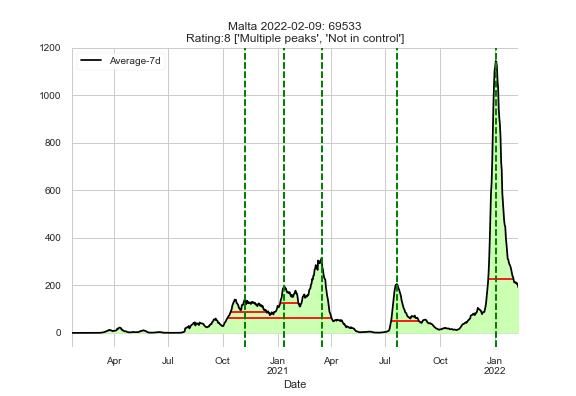 Malta 2022-02-09: 69533
Rating:8 ['Multiple peaks', 'Not in control']
Average-7d
1200
1000
800
600
400
200
0
Apr Jul Oct Jan Apr Jul Oct Jan
2021 2022
Date